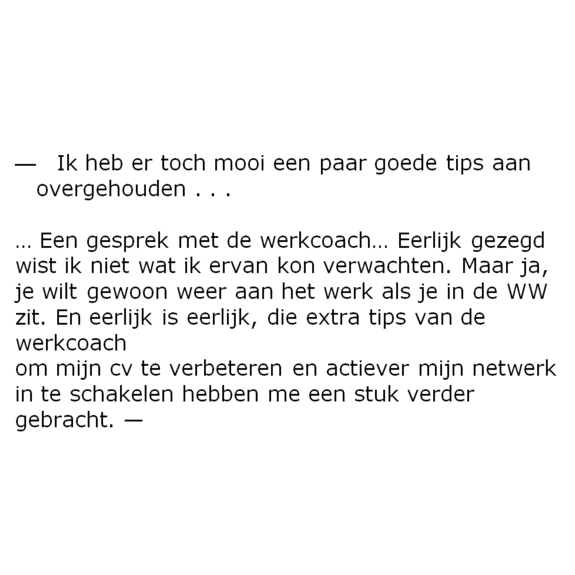 — Ik heb er toch mooi een paar goede tips aan
overgehouden . . .
... Een gesprek met de werkcoach... Eerlijk gezegd
wist ik niet wat ik ervan kon verwachten. Maar ja,
je wilt gewoon weer aan het werk als je in de WW
zit. En eerlijk is eerlijk, die extra tips van de
werkcoach
om mijn cv te verbeteren en actiever mijn netwerk
in te schakelen hebben me een stuk verder
gebracht. —